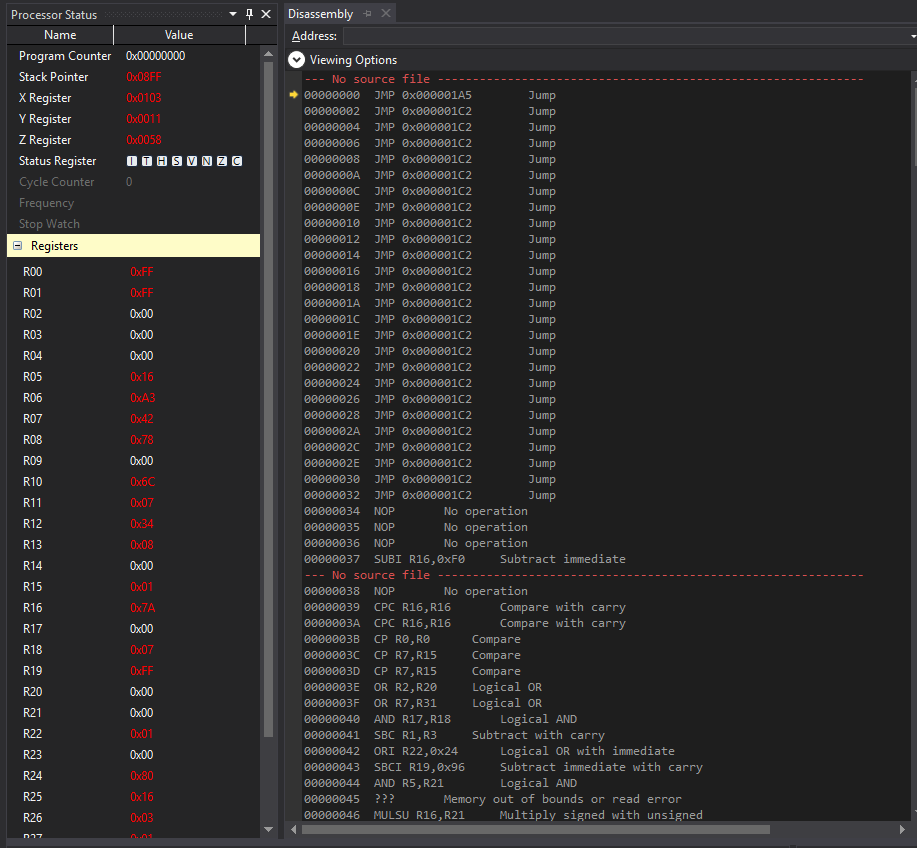 Processor Status
Name Value
Program Counter 0x00000000
Stack Pointer 0x08FF
X Register 0x0103
Y Register 0x0011
Z Register 0x0058
Status Register I T H S V N Z C
Cycle Counter 0
Frequency
Stop Watch
Registers
R00 0xFF
R01 0xFF
R02 0x00
R03 0x00
R04 0x00
R05 0x16
R06 0xA3
R07 0x42
R08 0x78
R09 0x00
R10 0x6C
R11 0x07
R12 0x34
R13 0x08
R14 0x00
R15 0x01
R16 0x7A
R17 0x00
R18 0x07
R19 0xFF
R20 0x00
R21 0x00
R22 0x01
R23 0x00
R24 0x80
R25 0x16
R26 0x03
R27 0x01
Disassembly
Address:
Viewing Options
--- No source file -------------------------------------------------------------
00000000 JMP 0x000001A5 Jump
00000002 JMP 0x000001C2 Jump
00000004 JMP 0x000001C2 Jump
00000006 JMP 0x000001C2 Jump
00000008 JMP 0x000001C2 Jump
0000000A JMP 0x000001C2 Jump
0000000C JMP 0x000001C2 Jump
0000000E JMP 0x000001C2 Jump
00000010 JMP 0x000001C2 Jump
00000012 JMP 0x000001C2 Jump
00000014 JMP 0x000001C2 Jump
00000016 JMP 0x000001C2 Jump
00000018 JMP 0x000001C2 Jump
0000001A JMP 0x000001C2 Jump
0000001C JMP 0x000001C2 Jump
0000001E JMP 0x000001C2 Jump
00000020 JMP 0x000001C2 Jump
00000022 JMP 0x000001C2 Jump
00000024 JMP 0x000001C2 Jump
00000026 JMP 0x000001C2 Jump
00000028 JMP 0x000001C2 Jump
0000002A JMP 0x000001C2 Jump
0000002C JMP 0x000001C2 Jump
0000002E JMP 0x000001C2 Jump
00000030 JMP 0x000001C2 Jump
00000032 JMP 0x000001C2 Jump
00000034 NOP No operation
00000035 NOP No operation
00000036 NOP No operation
00000037 SUBI R16,0xF0 Subtract immediate
--- No source file -------------------------------------------------------------
00000038 NOP No operation
00000039 CPC R16,R16 Compare with carry
0000003A CPC R16,R16 Compare with carry
0000003B CP R0,R0 Compare
0000003C CP R7,R15 Compare
0000003D CP R7,R15 Compare
0000003E OR R2,R20 Logical OR
0000003F OR R7,R31 Logical OR
00000040 AND R17,R18 Logical AND
00000041 SBC R1,R3 Subtract with carry
00000042 ORI R22,0x24 Logical OR with immediate
00000043 SBCI R19,0x96 Subtract immediate with carry
00000044 AND R5,R21 Logical AND
00000045 ??? Memory out of bounds or read error
00000046 MULSU R16,R21 Multiply signed with unsigned